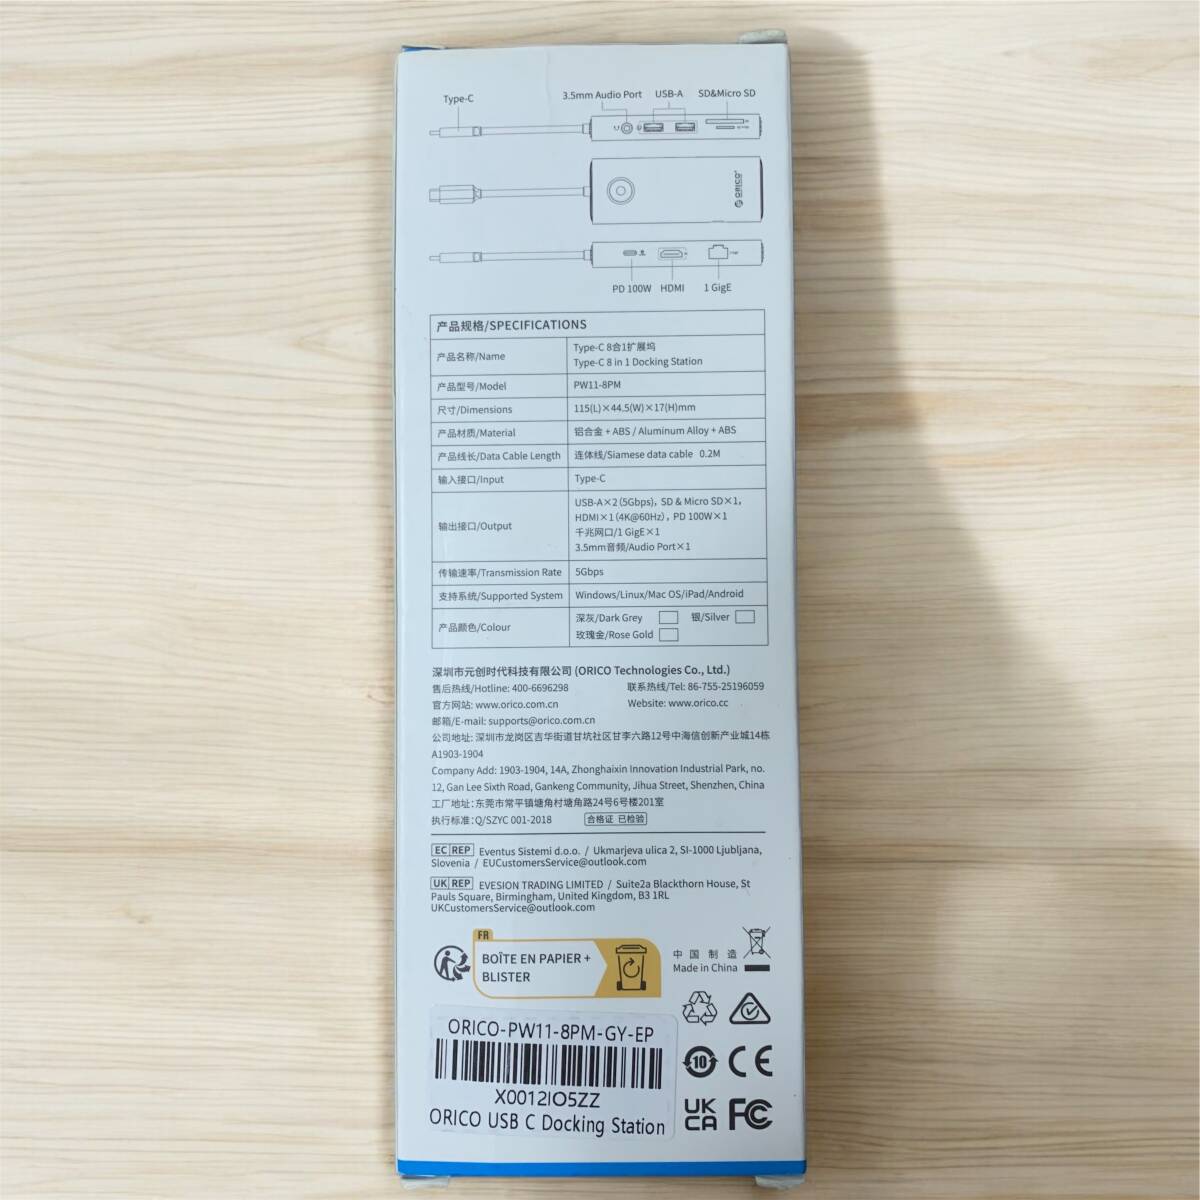 Type-C
3.5mm Audio Port USB-A SD&Micro SD
ORICO
PD 100W HDMI 1 GigE
产品规格/SPECIFICATIONS
产品名称/Name
Type-C 8合1扩展坞
Type-C 8 in 1 Docking Station
产品型号/Model PW11-8PM
尺寸/Dimensions 115(L)×44.5(W)×17(H)mm
产品材质/Material 铝合金 + ABS / Aluminum Alloy + ABS
产品线长/Data Cable Length 连体线/Siamese data cable 0.2M
输入接口/Input Type-C
输出接口/Output
USB-A×2 (5Gbps), SD & Micro SD×1,
HDMI×1 (4K@60Hz), PD 100W×1
千兆网口/1 GigE×1
3.5mm音频/Audio Port×1
传输速率/Transmission Rate 5Gbps
支持系统/Supported System Windows/Linux/Mac OS/iPad/Android
产品颜色/Colour
深灰/Dark Grey 银/Silver
玫瑰金/Rose Gold
深圳市元创时代科技有限公司 (ORICO Technologies Co., Ltd.)
售后热线/Hotline: 400-6696298 联系热线/Tel: 86-755-25196059
官方网站: www.orico.com.cn Website: www.orico.cc
邮箱/E-mail: supports@orico.com.cn
公司地址: 深圳市龙岗区吉华街道甘坑社区甘李六路12号中海信创新产业城14栋
A1903-1904
Company Add: 1903-1904, 14A, Zhonghaixin Innovation Industrial Park, no.
12, Gan Lee Sixth Road, Gankeng Community, Jihua Street, Shenzhen, China
工厂地址: 东莞市常平镇塘角村塘角路24号6号楼201室
执行标准: Q/SZYC 001-2018 合格证 已检验
EC REP Eventus Sistemi d.o.o. / Ukmarjeva ulica 2, SI-1000 Ljubljana,
Slovenia / EUCustomersService@outlook.com
UK REP EVESION TRADING LIMITED / Suite2a Blackthorn House, St
Pauls Square, Birmingham, United Kingdom, B3 1RL
UKCustomersService@outlook.com
FR
BOÎTE EN PAPIER +
BLISTER
中国制造
Made in China
10 CE
UK
CA FC
ORICO-PW11-8PM-GY-EP
X0012IO5ZZ
ORICO USB C Docking Station